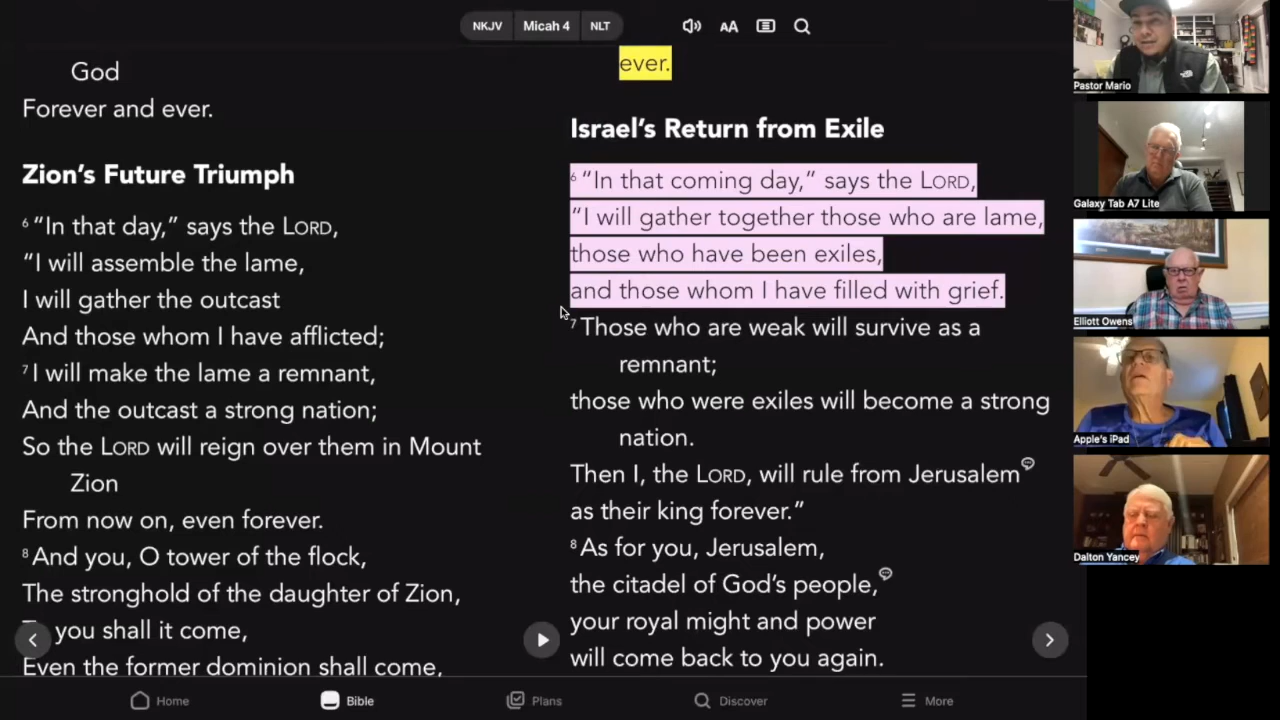 NKJV Micah 4 NLT
AA
God
Forever and ever.
Zion's Future Triumph
6 “In that day,” says the LORD,
“I will assemble the lame,
I will gather the outcast
And those whom I have afflicted;
7 I will make the lame a remnant,
And the outcast a strong nation;
So the LORD will reign over them in Mount
Zion
From now on, even forever.
8 And you, O tower of the flock,
The stronghold of the daughter of Zion,
you shall it come,
Even the former dominion shall come,
ever.
Israel's Return from Exile
6 “In that coming day,” says the LORD,
“I will gather together those who are lame,
those who have been exiles,
and those whom I have filled with grief.
7 Those who are weak will survive as a
remnant;
those who were exiles will become a strong
nation.
Then I, the LORD, will rule from Jerusalem
as their king forever.”
8 As for you, Jerusalem,
the citadel of God's people,
your royal might and power
will come back to you again.
Home Bible Plans Discover More
Pastor Mario
Galaxy Tab A7 Lite
Elliott Owens
Apple's iPad
Dalton Yancey